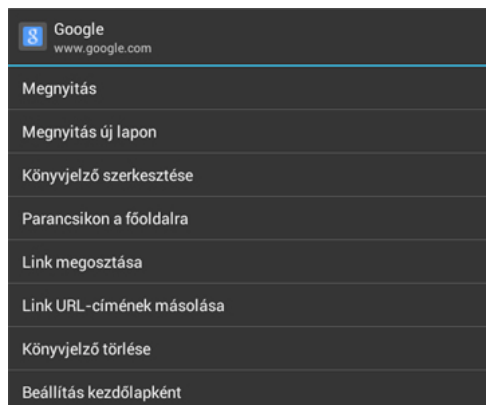 Google
www.google.com
Megnyitás
Megnyitás új lapon
Könyvjelző szerkesztése
Parancsikon a főoldalra
Link megosztása
Link URL-címének másolása
Könyvjelző törlése
Beállítás kezdőlapként